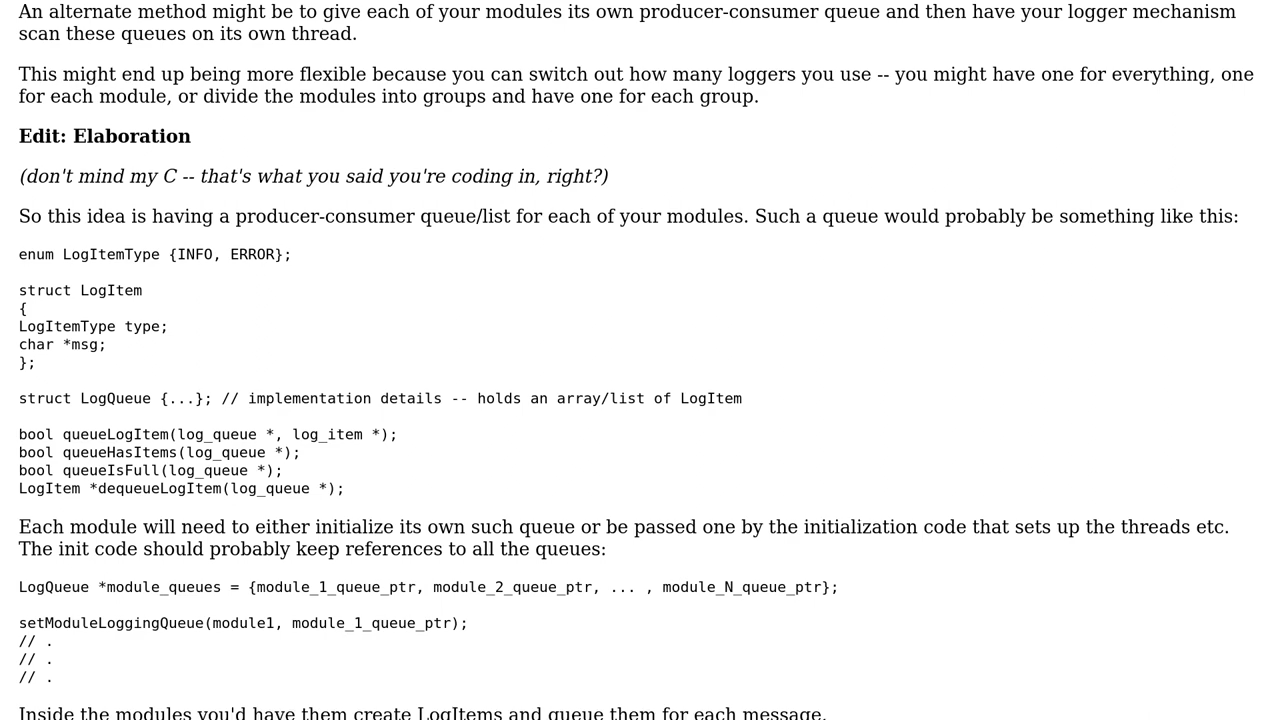 An alternate method might be to give each of your modules its own producer-consumer queue and then have your logger mechanism
scan these queues on its own thread.
This might end up being more flexible because you can switch out how many loggers you use -- you might have one for everything, one
for each module, or divide the modules into groups and have one for each group.
Edit: Elaboration
(don't mind my C -- that's what you said you're coding in, right?)
So this idea is having a producer-consumer queue/list for each of your modules. Such a queue would probably be something like this:
enum LogItemType {INFO, ERROR};
struct LogItem
{
LogItemType type;
char *msg;
};
struct LogQueue {...}; // implementation details -- holds an array/list of LogItem
bool queueLogItem(log_queue *, log_item *);
bool queueHasItems(log_queue *);
bool queueIsFull(log_queue *);
LogItem *dequeueLogItem(log_queue *);
Each module will need to either initialize its own such queue or be passed one by the initialization code that sets up the threads etc.
The init code should probably keep references to all the queues:
LogQueue *module_queues = {module_1_queue_ptr, module_2_queue_ptr, ... , module_N_queue_ptr};
setModuleLoggingQueue(module1, module_1_queue_ptr);
// .
// .
// .
Inside the modules you'd have them create LogItems and queue them for each message.